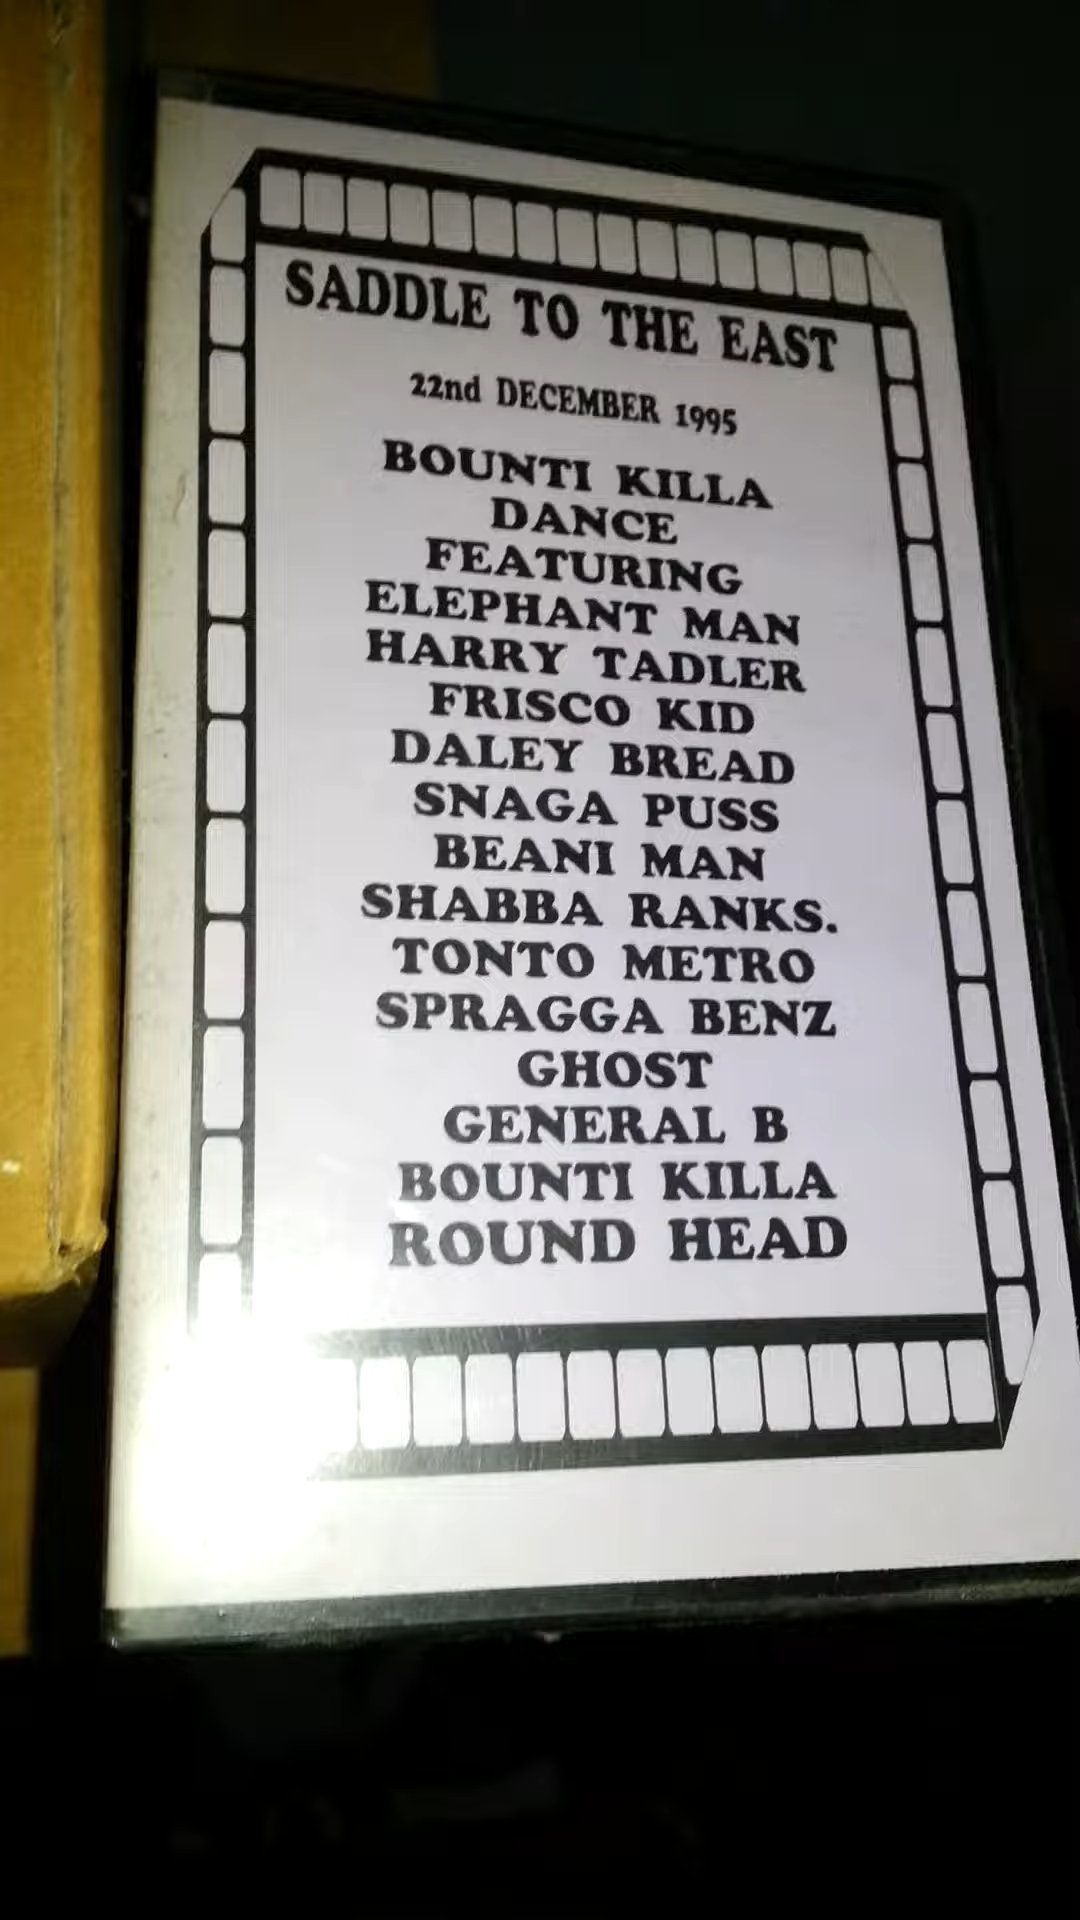 SADDLE TO THE EAST
22nd DECEMBER 1995
BOUNTI KILLA
DANCE
FEATURING
ELEPHANT MAN
HARRY TADLER
FRISCO KID
DALEY BREAD
SNAGA PUSS
BEANI MAN
SHABBA RANKS.
TONTO METRO
SPRAGGA BENZ
GHOST
GENERAL B
BOUNTI KILLA
ROUND HEAD